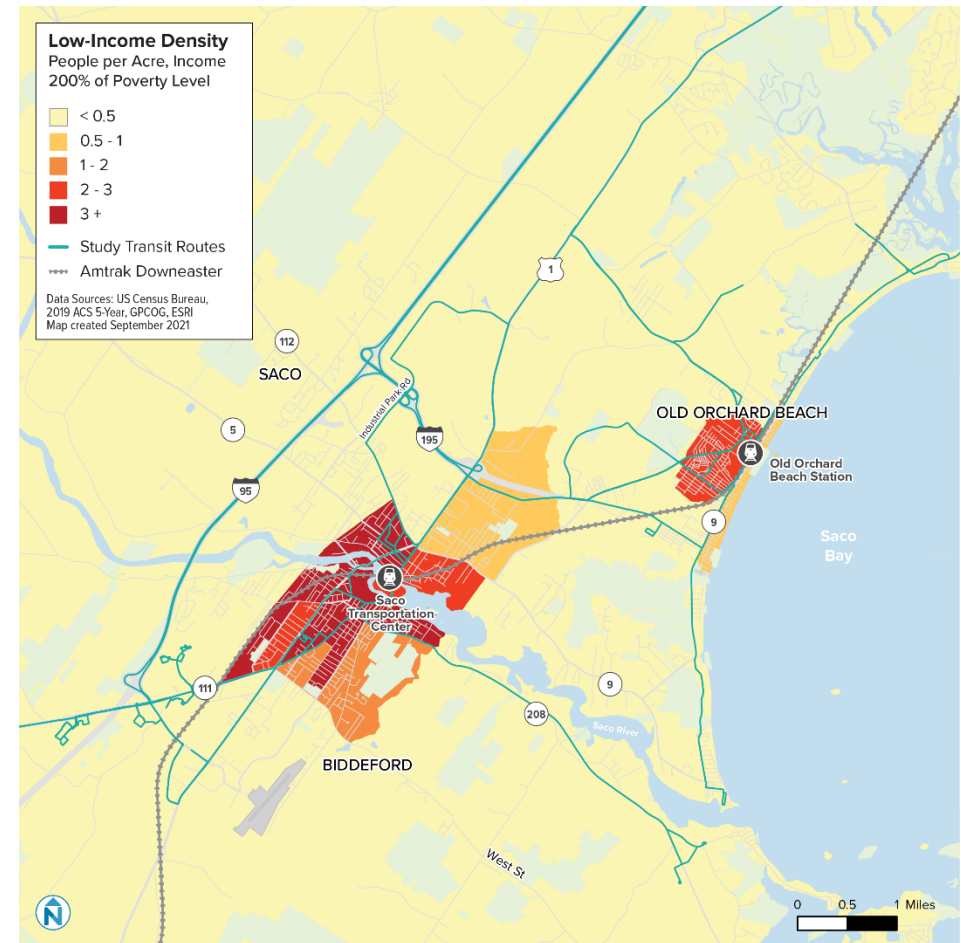 Low-Income Density
People per Acre, Income
200% of Poverty Level
< 0.5
0.5 - 1
1 - 2
2 - 3
3 +
Study Transit Routes
Amtrak Downeaster
Data Sources: US Census Bureau,
2019 ACS 5-Year, GPCOG, ESRI
Map created September 2021
1
112
SACO
Industrial Park Rd
5
195
OLD ORCHARD BEACH
Old Orchard
Beach Station
95
9
Saco
Bay
Saco
Transportation
Center
111
9
208
Saco River
BIDDEFORD
West St
N
0 0.5 1 Miles